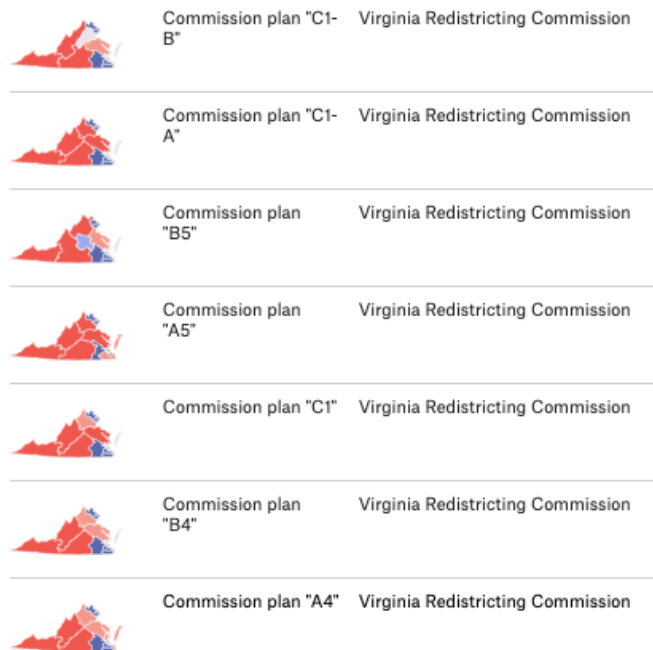 Commission plan "C1- Virginia Redistricting Commission
B"
Commission plan "C1- Virginia Redistricting Commission
A"
Commission plan Virginia Redistricting Commission
"B5"
Commission plan Virginia Redistricting Commission
"A5"
Commission plan "C1" Virginia Redistricting Commission
Commission plan Virginia Redistricting Commission
"B4"
Commission plan "A4" Virginia Redistricting Commission